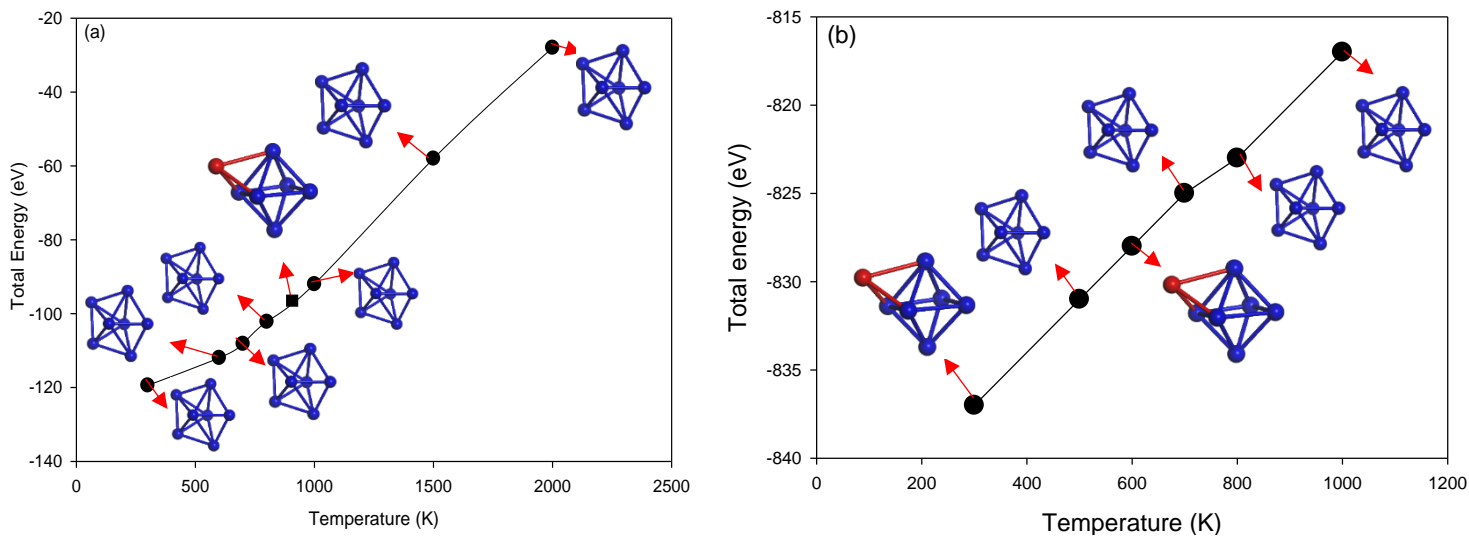 (a)
-20
-40
-60
-80
-100
-120
-140
Total Energy (eV)
0 500 1000 1500 2000 2500
Temperature (K)
(b)
-815
-820
-825
-830
-835
-840
Total energy (eV)
0 200 400 600 800 1000 1200
Temperature (K)